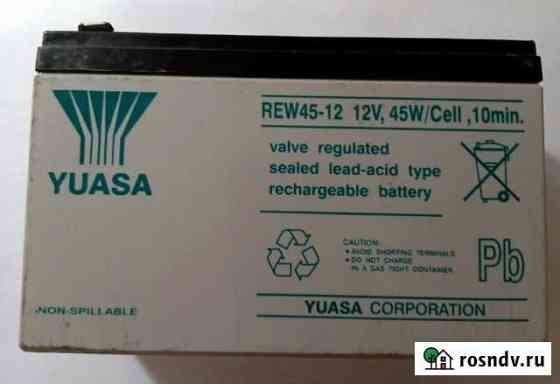 YUASA
REW45-12 12V, 45W/Cell ,10min.
valve regulated
sealed lead-acid type
rechargeable battery
CAUTION:
• AVOID SHORTING TERMINALS
• DO NOT CHARGE
IN A GAS TIGHT CONTAINER
Pb
NON-SPILLABLE
YUASA CORPORATION
rosndv.ru